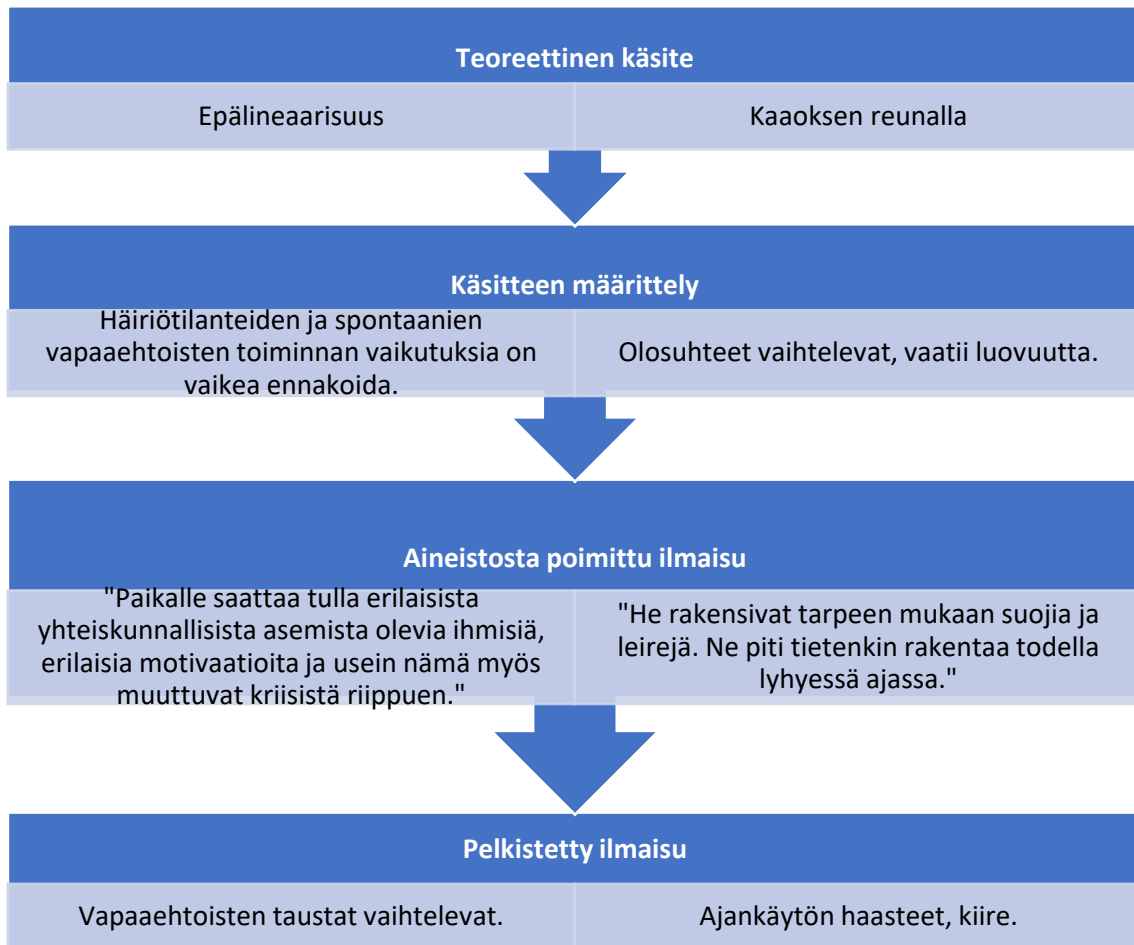 Teoreettinen käsite
Epälineaarisuus
Kaaoksen reunalla
Käsitteen määrittely
Häiriötilanteiden ja spontaanien
vapaaehtoisten toiminnan vaikutuksia on
vaikea ennakoida.
Olosuhteet vaihtelevat, vaatii luovuutta.
Aineistosta poimittu ilmaisu
"Paikalle saattaa tulla erilaisista
yhteiskunnallisista asemista olevia ihmisiä,
erilaisia motivaatioita ja usein nämä myös
muuttuvat kriisistä riippuen."
"He rakensivat tarpeen mukaan suojia ja
leirejä. Ne piti tietenkin rakentaa todella
lyhyessä ajassa."
Pelkistetty ilmaisu
Vapaaehtoisten taustat vaihtelevat.
Ajankäytön haasteet, kiire.